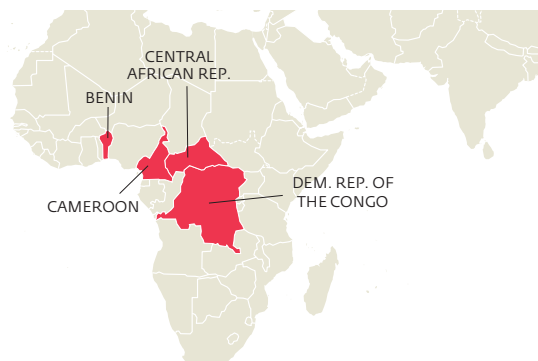 CENTRAL
AFRICAN REP.
BENIN
DEM. REP. OF
THE CONGO
CAMEROON